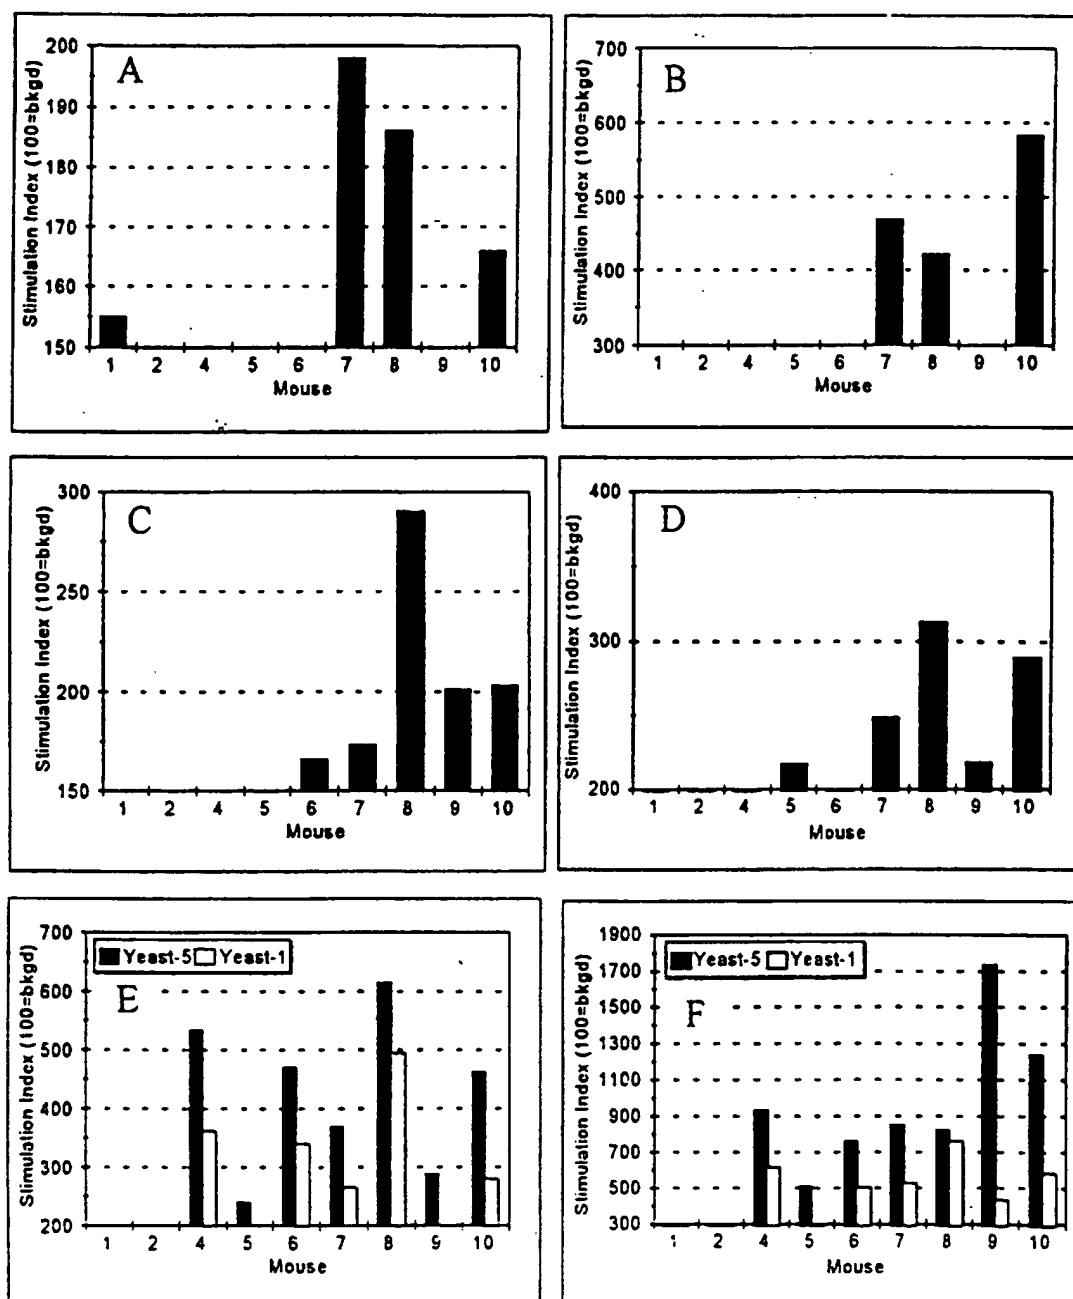 A
Stimulation Index (100=bkgd)
200
190
180
170
160
150
1 2 4 5 6 7 8 9 10
Mouse
B
Stimulation Index (100=bkgd)
700
600
500
400
300
1 2 4 5 6 7 8 9 10
Mouse
C
Stimulation Index (100=bkgd)
300
250
200
150
1 2 4 5 6 7 8 9 10
Mouse
D
Stimulation Index (100=bkgd)
400
300
200
1 2 4 5 6 7 8 9 10
Mouse
E
Yeast-5 Yeast-1
Stimulation Index (100=bkgd)
700
600
500
400
300
200
1 2 4 5 6 7 8 9 10
Mouse
F
Yeast-5 Yeast-1
Stimulation Index (100=bkgd)
1900
1700
1500
1300
1100
900
700
500
300
1 2 4 5 6 7 8 9 10
Mouse